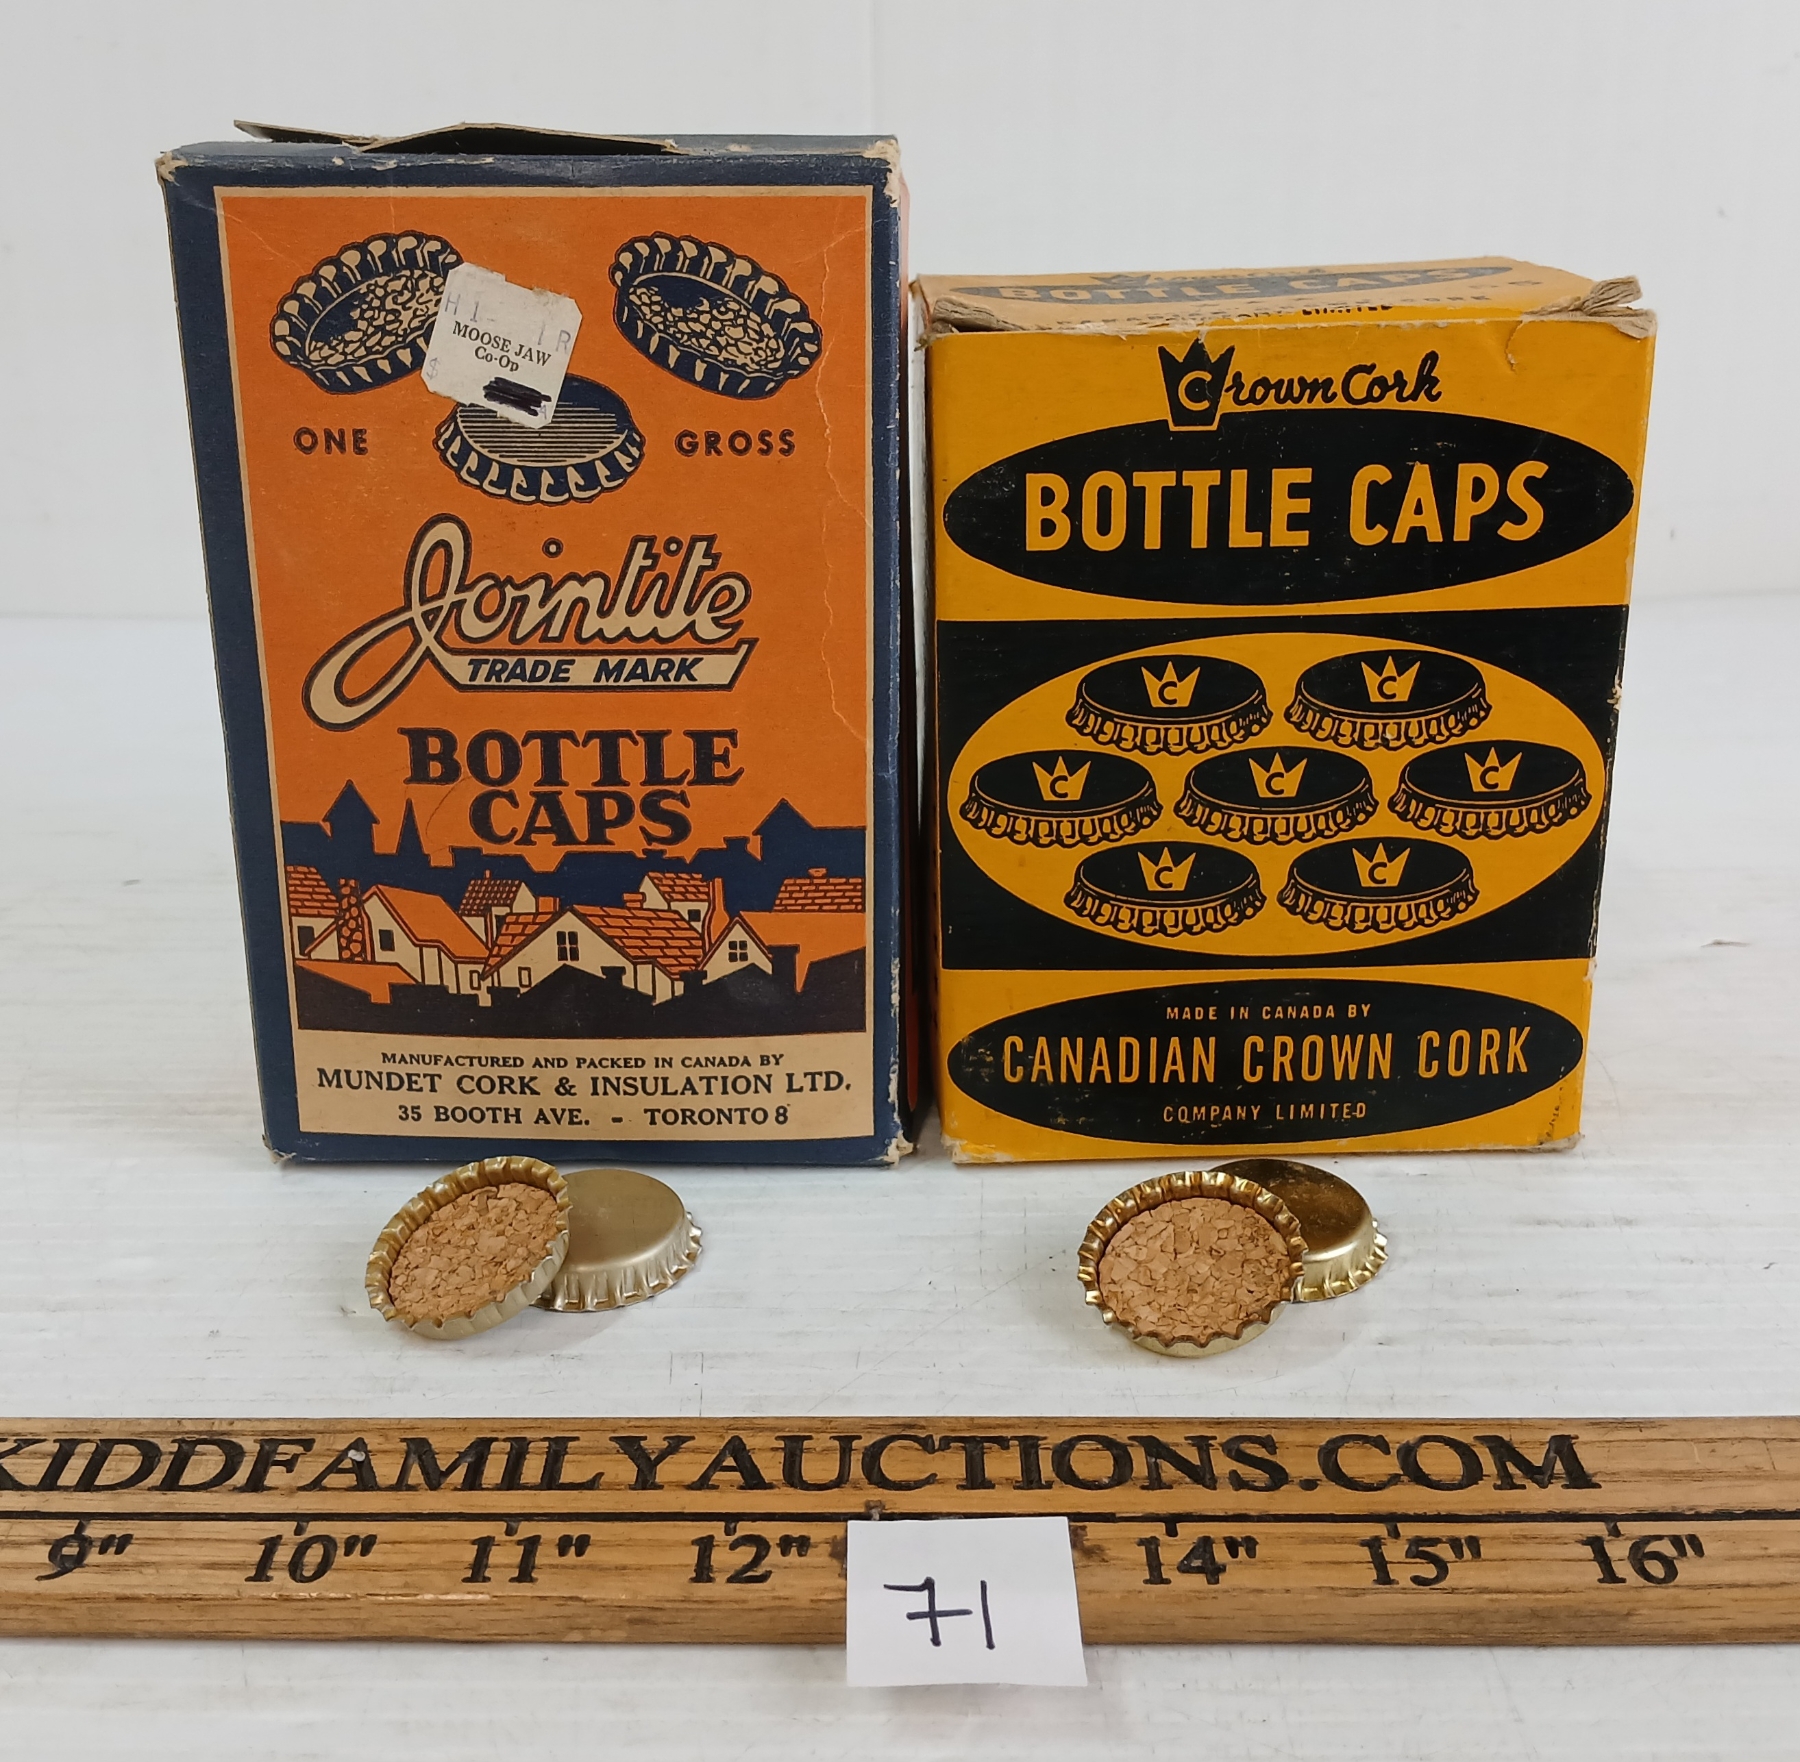 MOOSE JAW
Co-Op
ONE GROSS
Jointite
TRADE MARK
BOTTLE
CAPS
MANUFACTURED AND PACKED IN CANADA BY
MUNDET CORK & INSULATION LTD.
35 BOOTH AVE. - TORONTO 8
BOTTLE CAPS
LIMITED
Crown Cork
BOTTLE CAPS
C
C
C
C
C
C
C
MADE IN CANADA BY
CANADIAN CROWN CORK
COMPANY LIMITED
KIDDFAMILYAUCTIONS.COM
9" 10" 11" 12" 14" 15" 16"
71